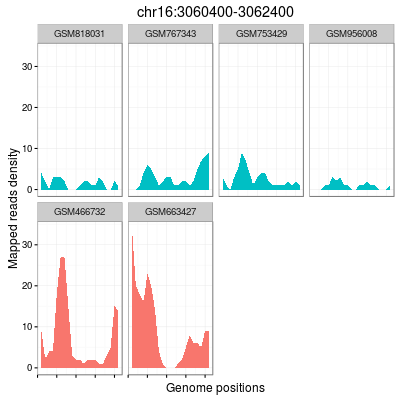 chr16:3060400-3062400
GSM818031 GSM767343 GSM753429 GSM956008
30
20
10
0
GSM466732 GSM663427
30
20
10
0
Mapped reads density
Genome positions